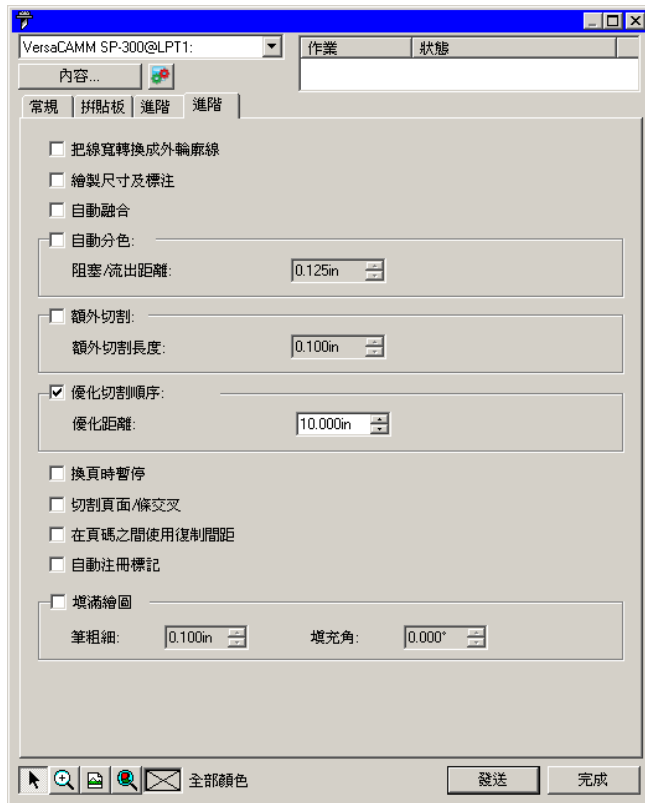 VersaCAMM SP-300@LPT1:
作業 狀態
內容...
常規 拼貼板 進階 進階
把線寬轉換成外輪廓線
繪製尺寸及標注
自動融合
自動分色:
阻塞/流出距離: 0.125in
額外切割:
額外切割長度: 0.100in
優化切割順序:
優化距離: 10.000in
換頁時暫停
切割頁面/條交叉
在頁碼之間使用復制間距
自動注冊標記
填滿繪圖
筆粗細: 0.100in 填充角: 0.000°
全部顏色 發送 完成